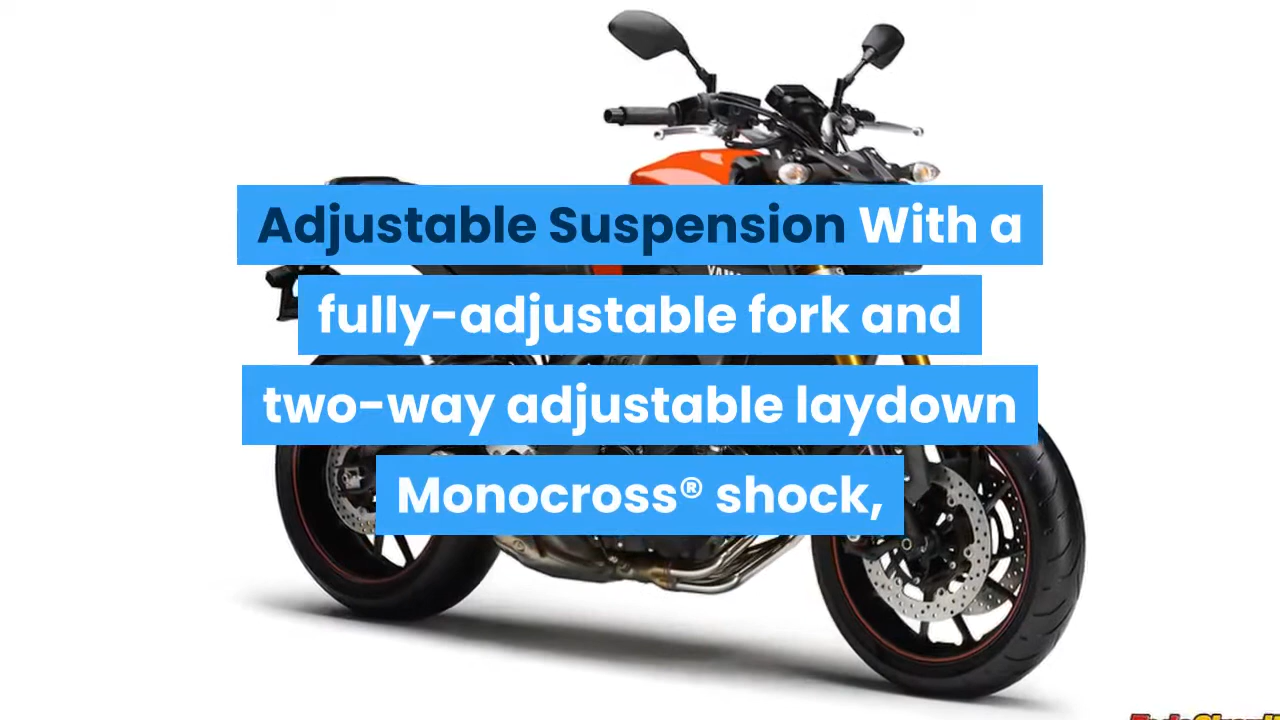 Adjustable Suspension With a
fully-adjustable fork and
two-way adjustable laydown
Monocross® shock,